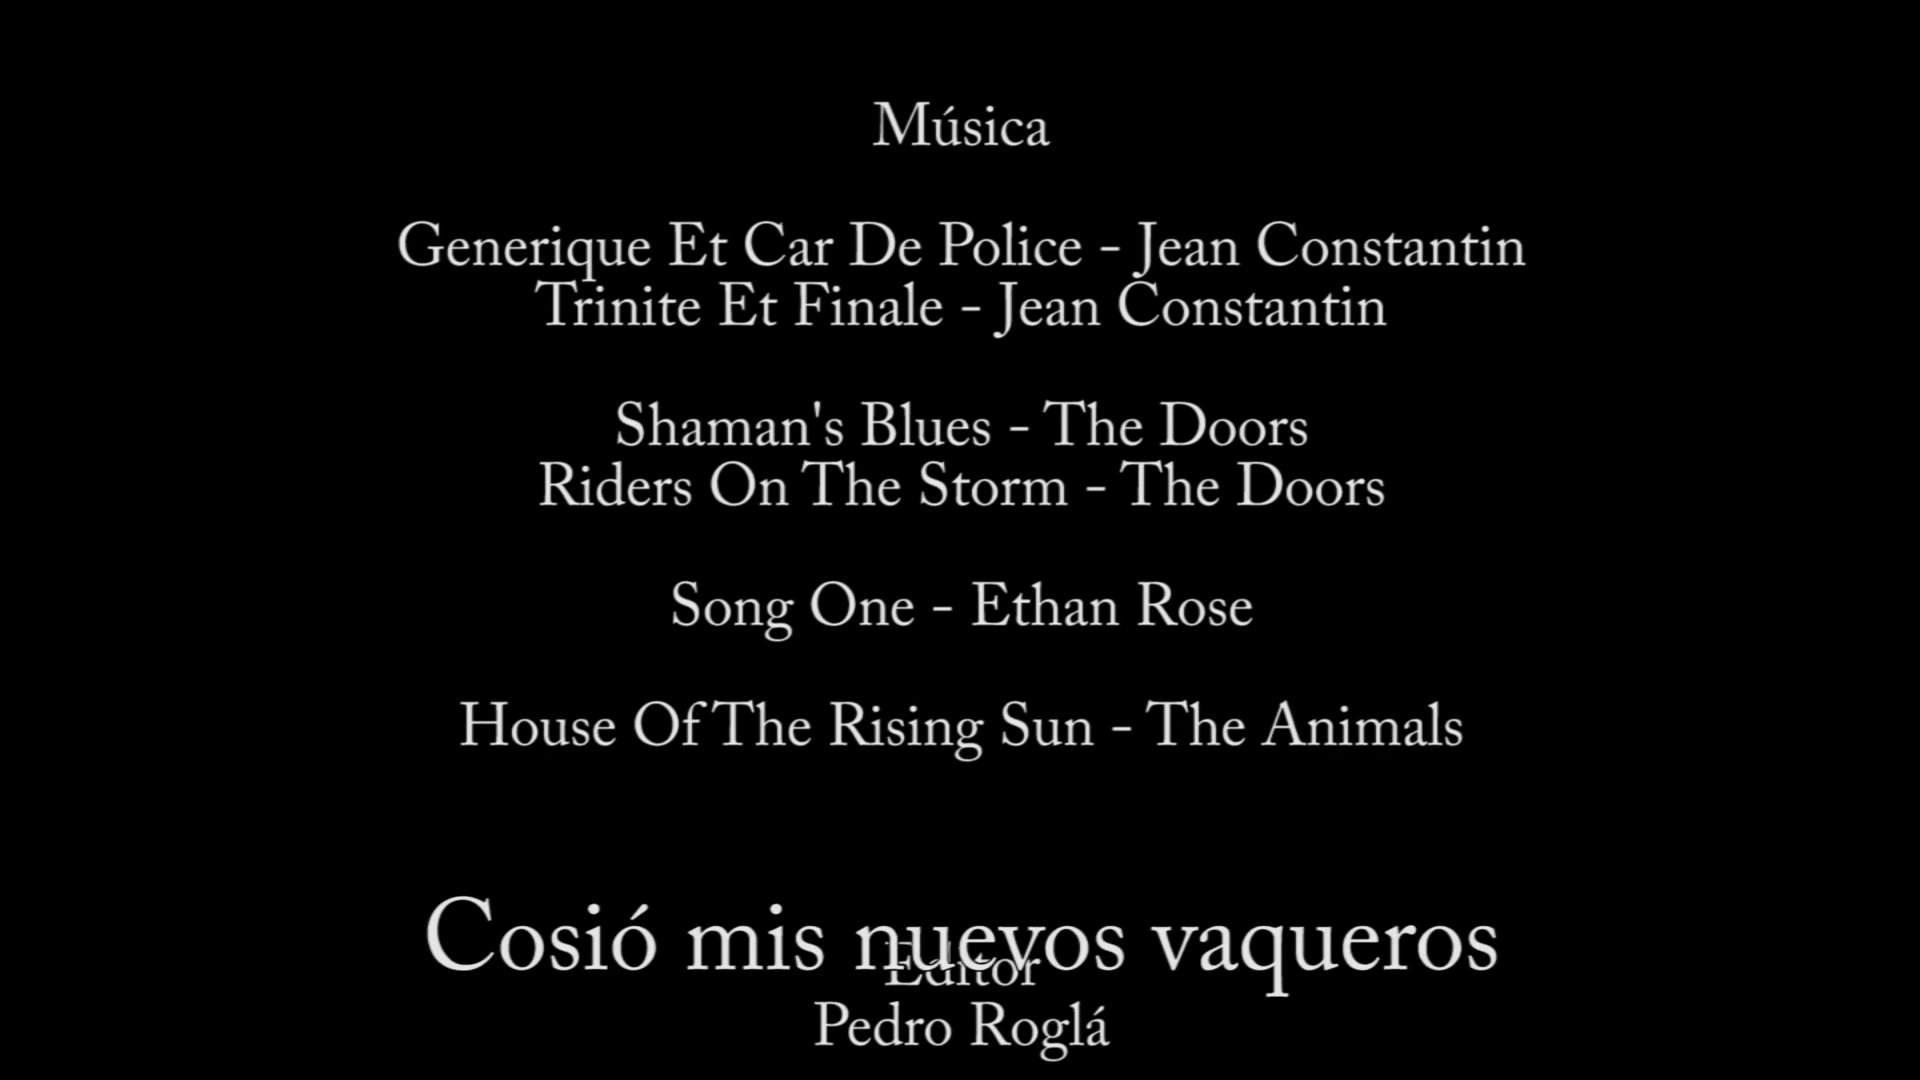 Música
Generique Et Car De Police - Jean Constantin
Trinite Et Finale - Jean Constantin
Shaman's Blues - The Doors
Riders On The Storm - The Doors
Song One - Ethan Rose
House Of The Rising Sun - The Animals
Cosió mis nuevos vaqueros
Editor
Pedro Roglá